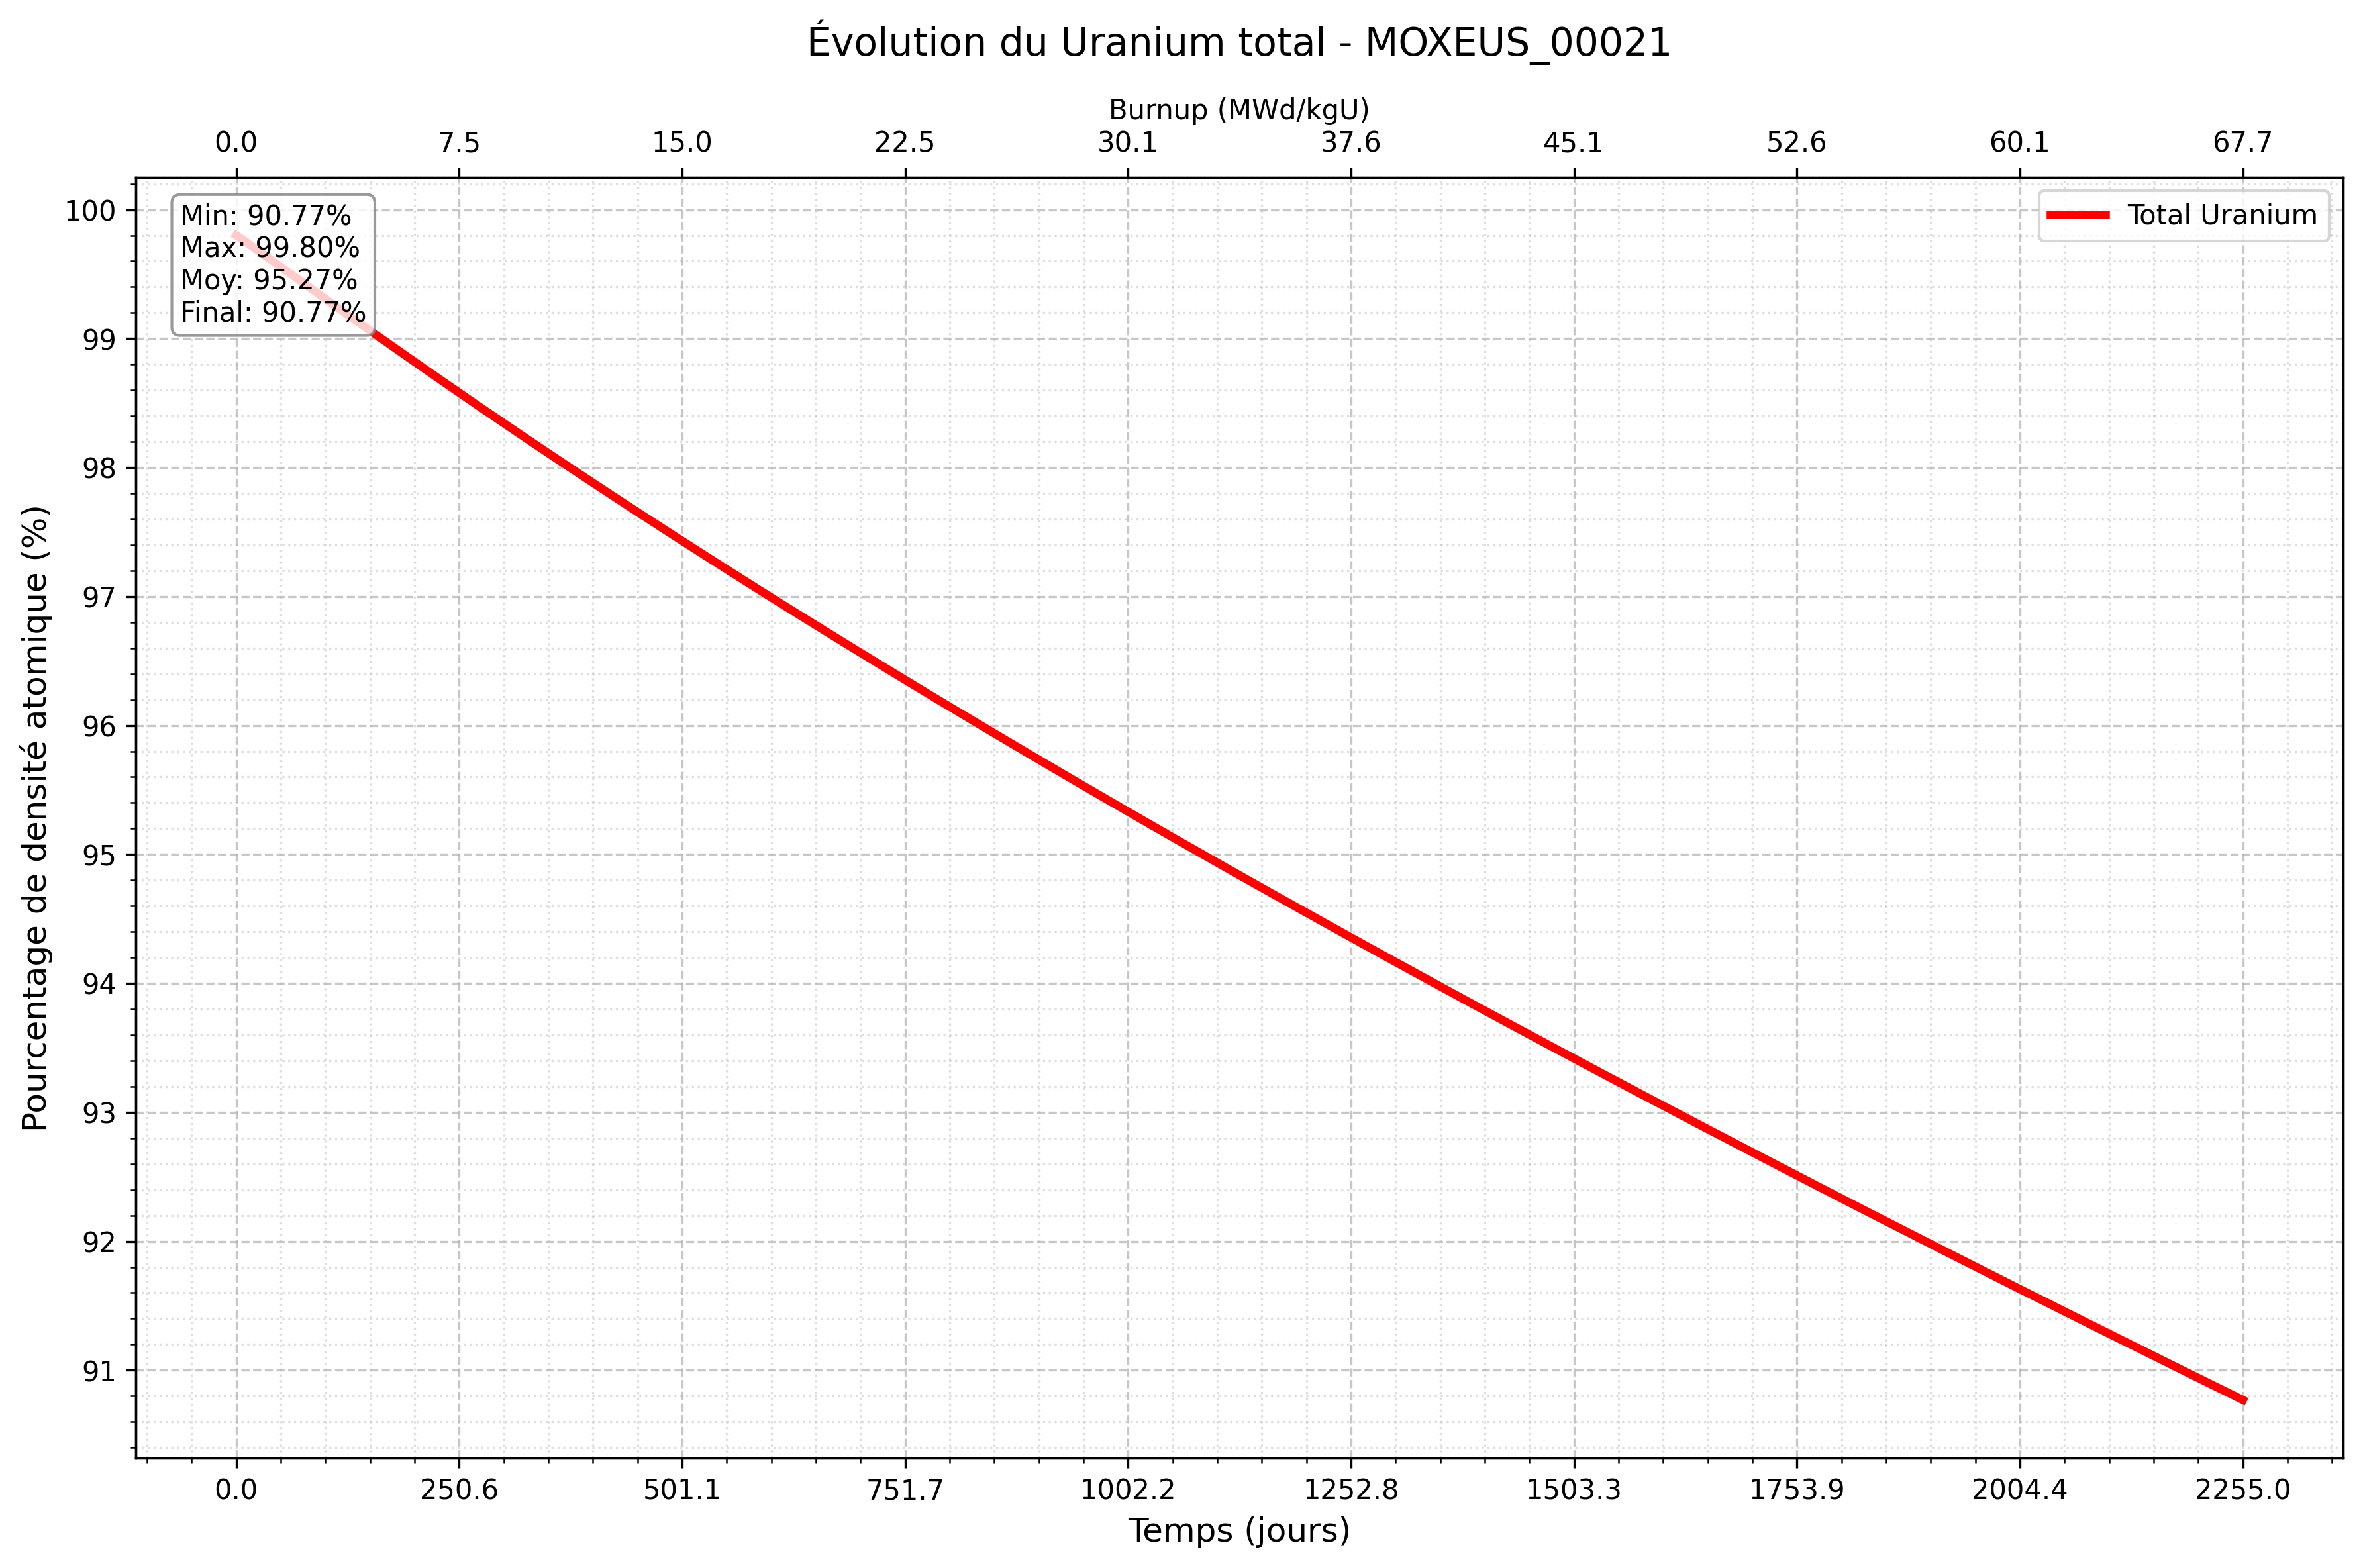 Évolution du Uranium total - MOXEUS_00021
Burnup (MWd/kgU)
0.0 7.5 15.0 22.5 30.1 37.6 45.1 52.6 60.1 67.7
Min: 90.77%
Max: 99.80%
Moy: 95.27%
Final: 90.77%
Total Uranium
Pourcentage de densité atomique (%)
100
99
98
97
96
95
94
93
92
91
0.0 250.6 501.1 751.7 1002.2 1252.8 1503.3 1753.9 2004.4 2255.0
Temps (jours)